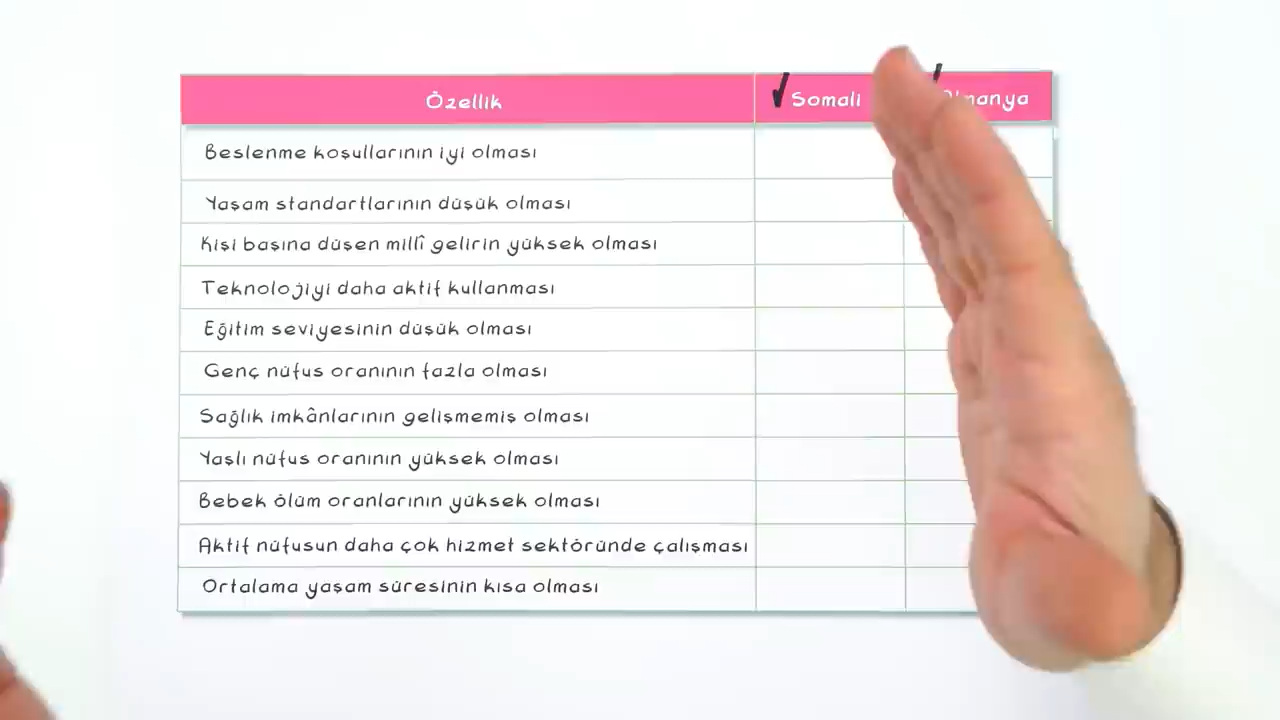 Özellik
Somali
Beslenme koşullarının iyi olması
Yaşam standartlarının düşük olması
Kişi başına düşen millî gelirin yüksek olması
Teknolojiyi daha aktif kullanması
Eğitim seviyesinin düşük olması
Genç nüfus oranının fazla olması
Sağlık imkânlarının gelişmemiş olması
Yaşlı nüfus oranının yüksek olması
Bebek ölüm oranlarının yüksek olması
Aktif nüfusun daha çok hizmet sektöründe çalışması
Ortalama yaşam süresinin kısa olması